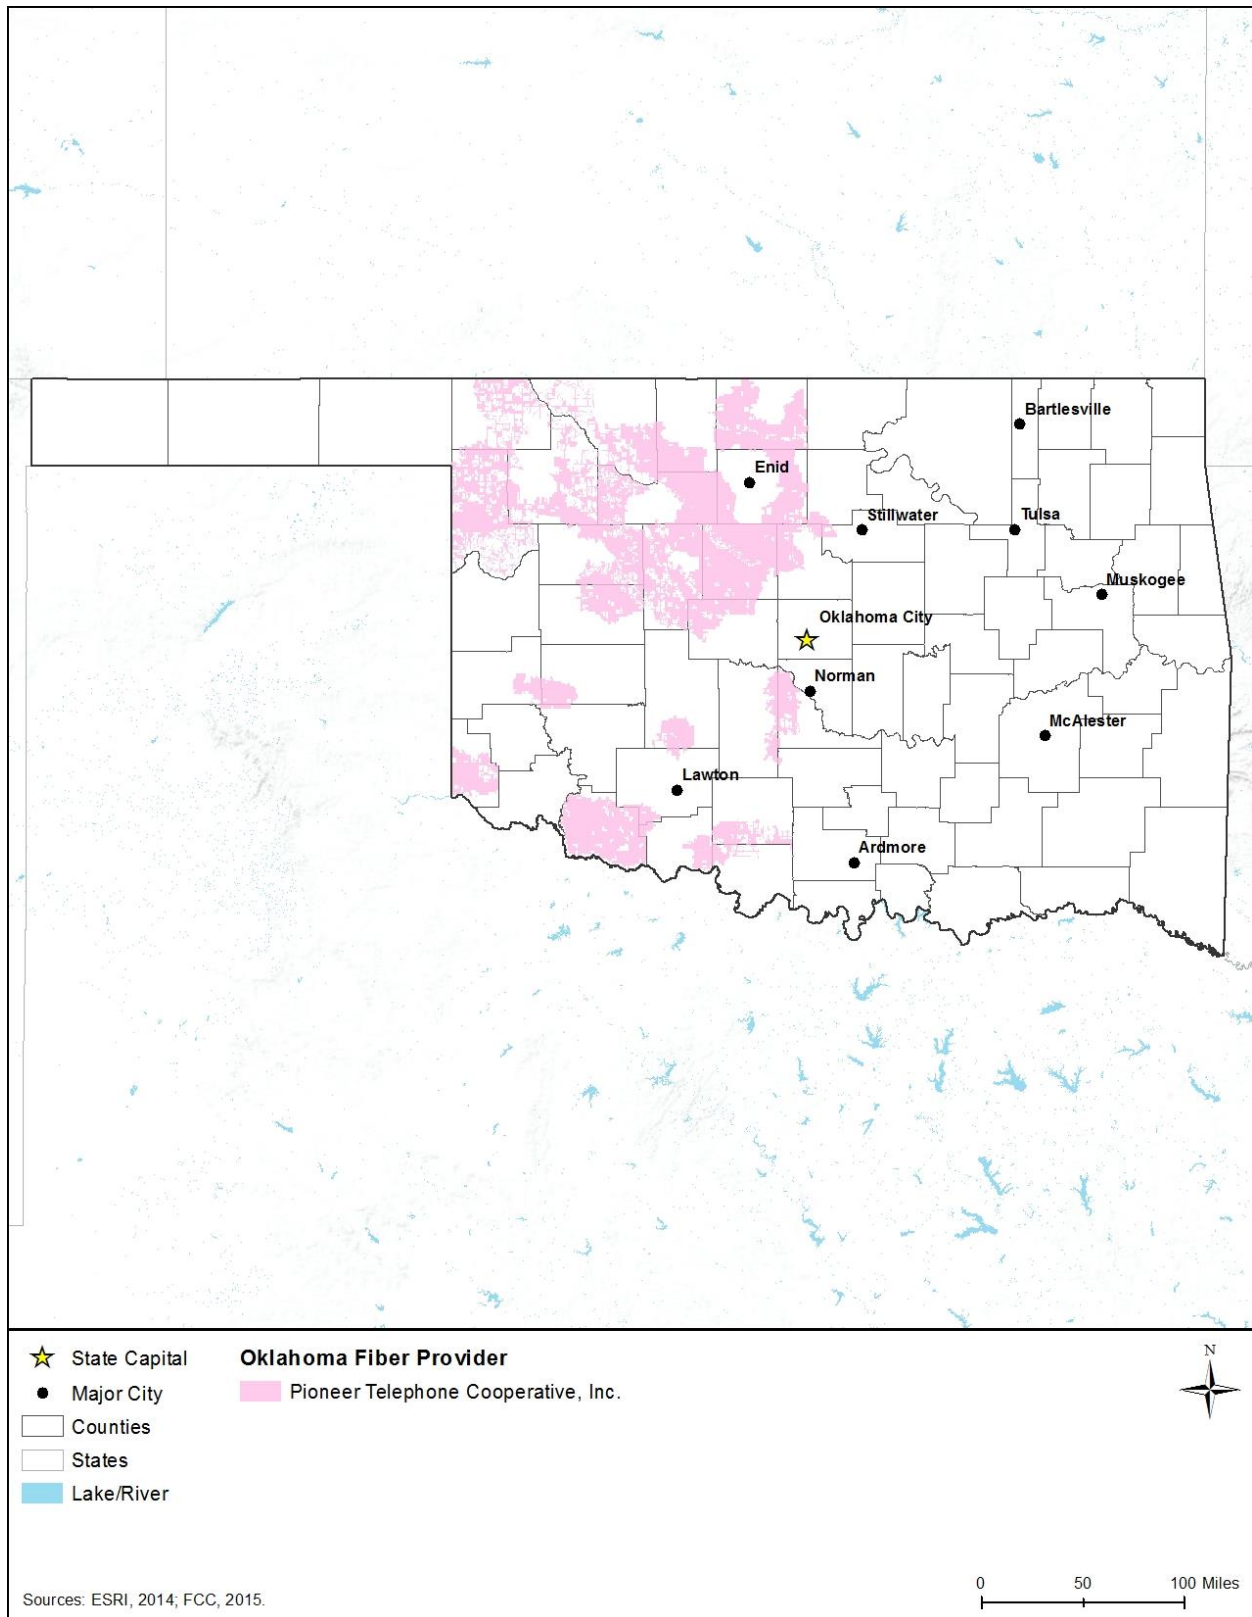 Bartlesville
Enid
Stillwater
Tulsa
Muskogee
Oklahoma City
Norman
McAlester
Lawton
Ardmore
State Capital
Major City
Counties
States
Lake/River
Oklahoma Fiber Provider
Pioneer Telephone Cooperative, Inc.
N
Sources: ESRI, 2014; FCC, 2015.
0 50 100 Miles